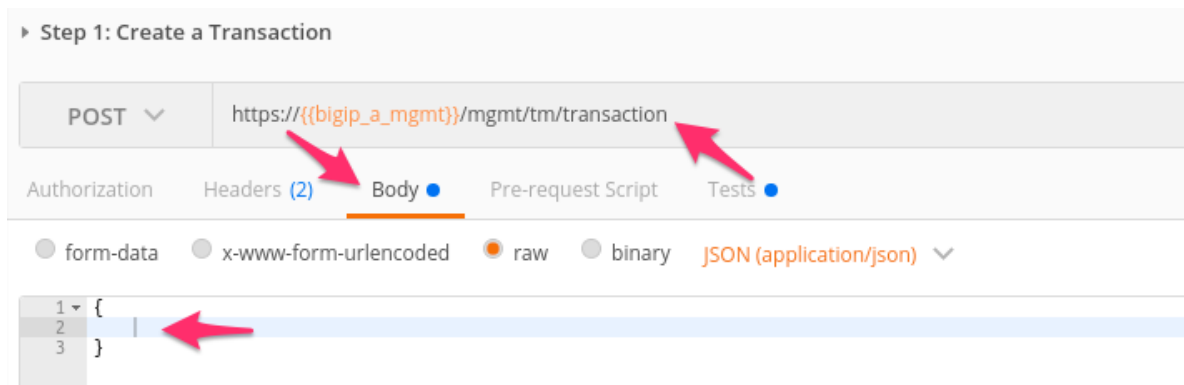 Step 1: Create a Transaction
POST https://{{bigip_a_mgmt}}/mgmt/tm/transaction
Authorization Headers (2) Body Pre-request Script Tests
form-data x-www-form-urlencoded raw binary JSON (application/json)
1 {
2
3 }